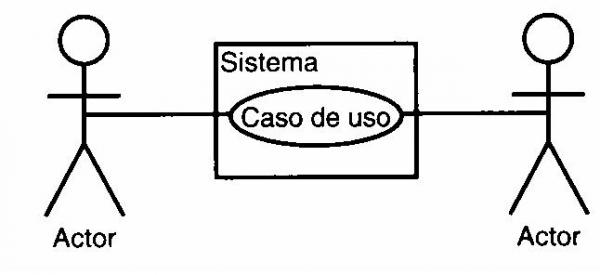 Sistema
Caso de uso
Actor
Actor